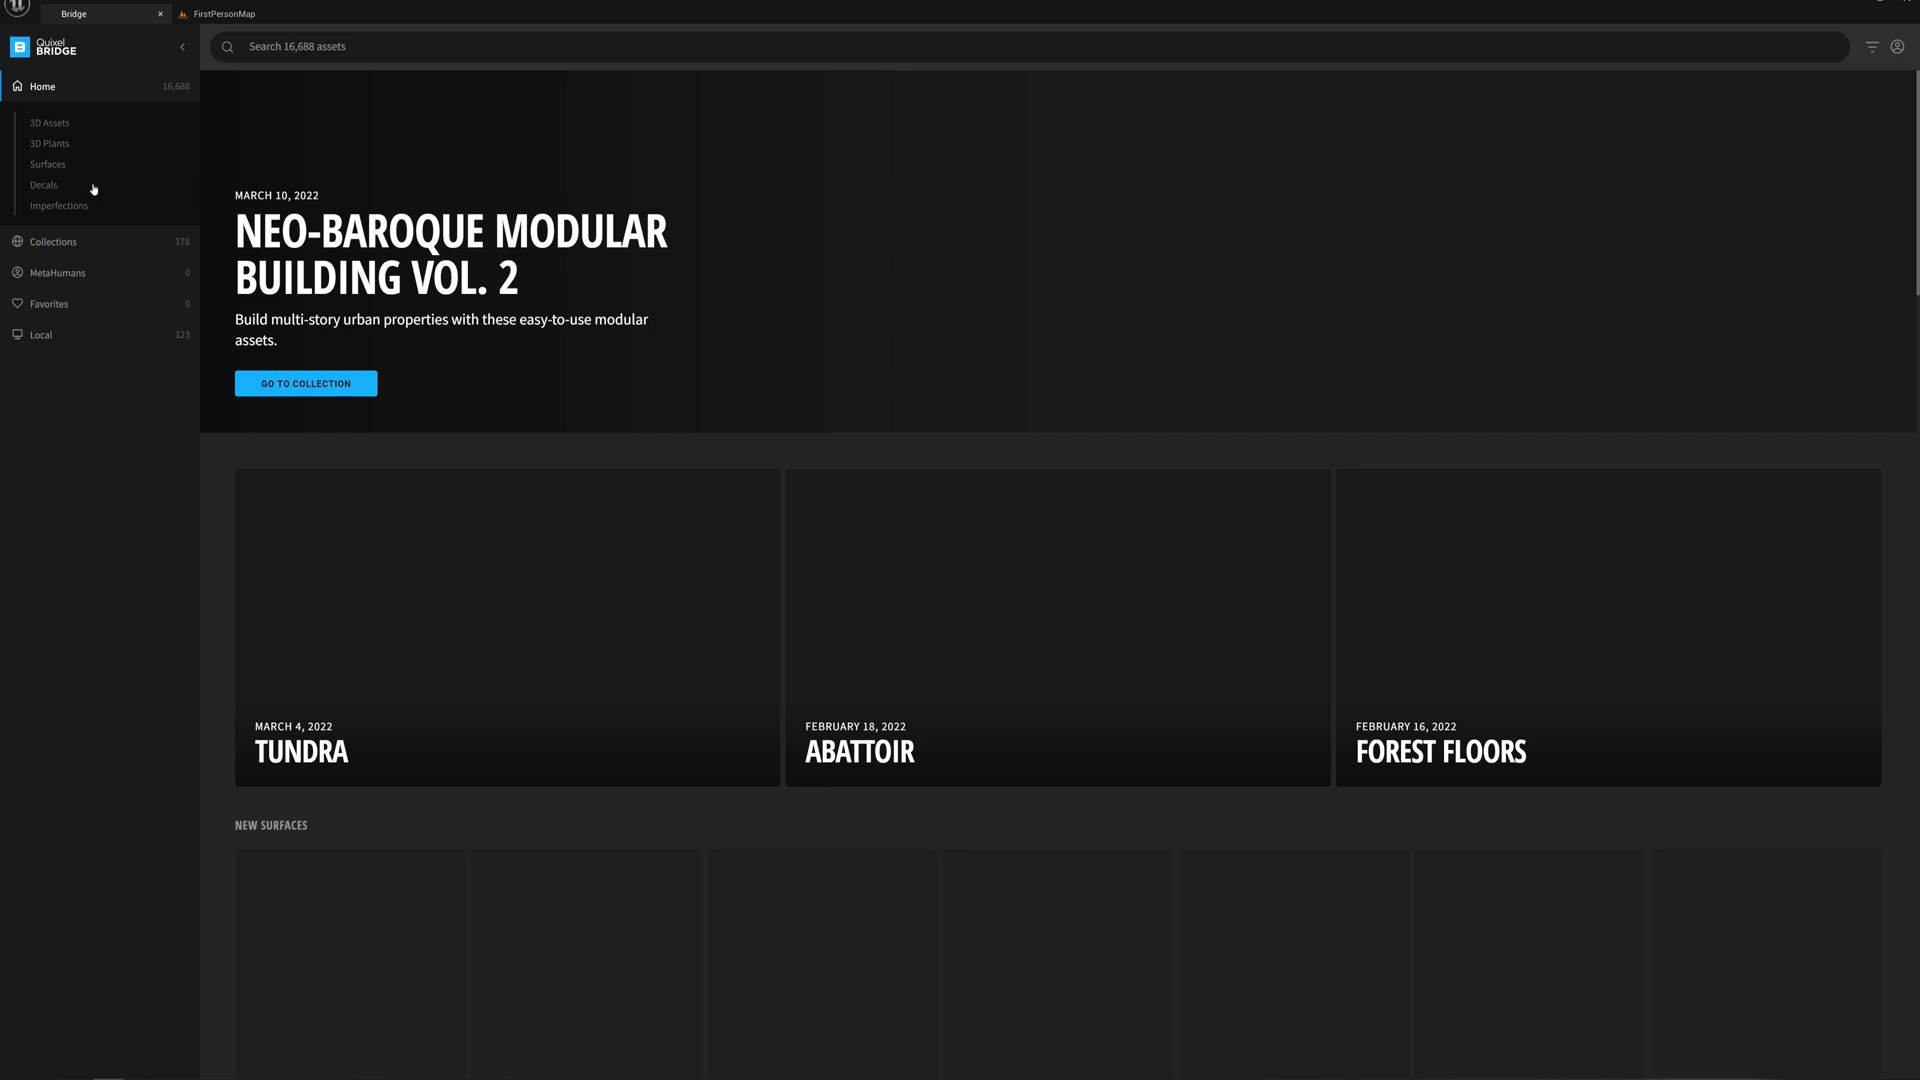 Bridge
FirstPersonMap
Quixel
BRIDGE
Search 16,688 assets
Home 16,688
3D Assets
3D Plants
Surfaces
Decals
Imperfections
Collections 176
MetaHumans 0
Favorites 0
Local 123
MARCH 10, 2022
NEO-BAROQUE MODULAR
BUILDING VOL. 2
Build multi-story urban properties with these easy-to-use modular
assets.
GO TO COLLECTION
MARCH 4, 2022
TUNDRA
FEBRUARY 18, 2022
ABATTOIR
FEBRUARY 16, 2022
FOREST FLOORS
NEW SURFACES